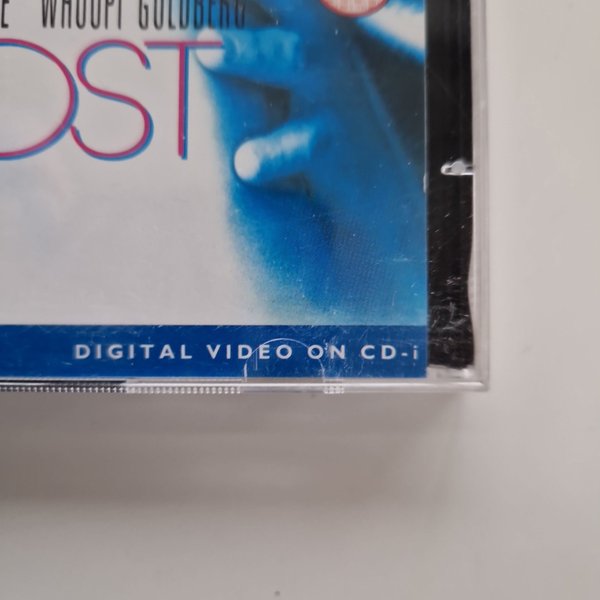 E WHOOPI GOLDBERG
OST
DIGITAL VIDEO ON CD-i